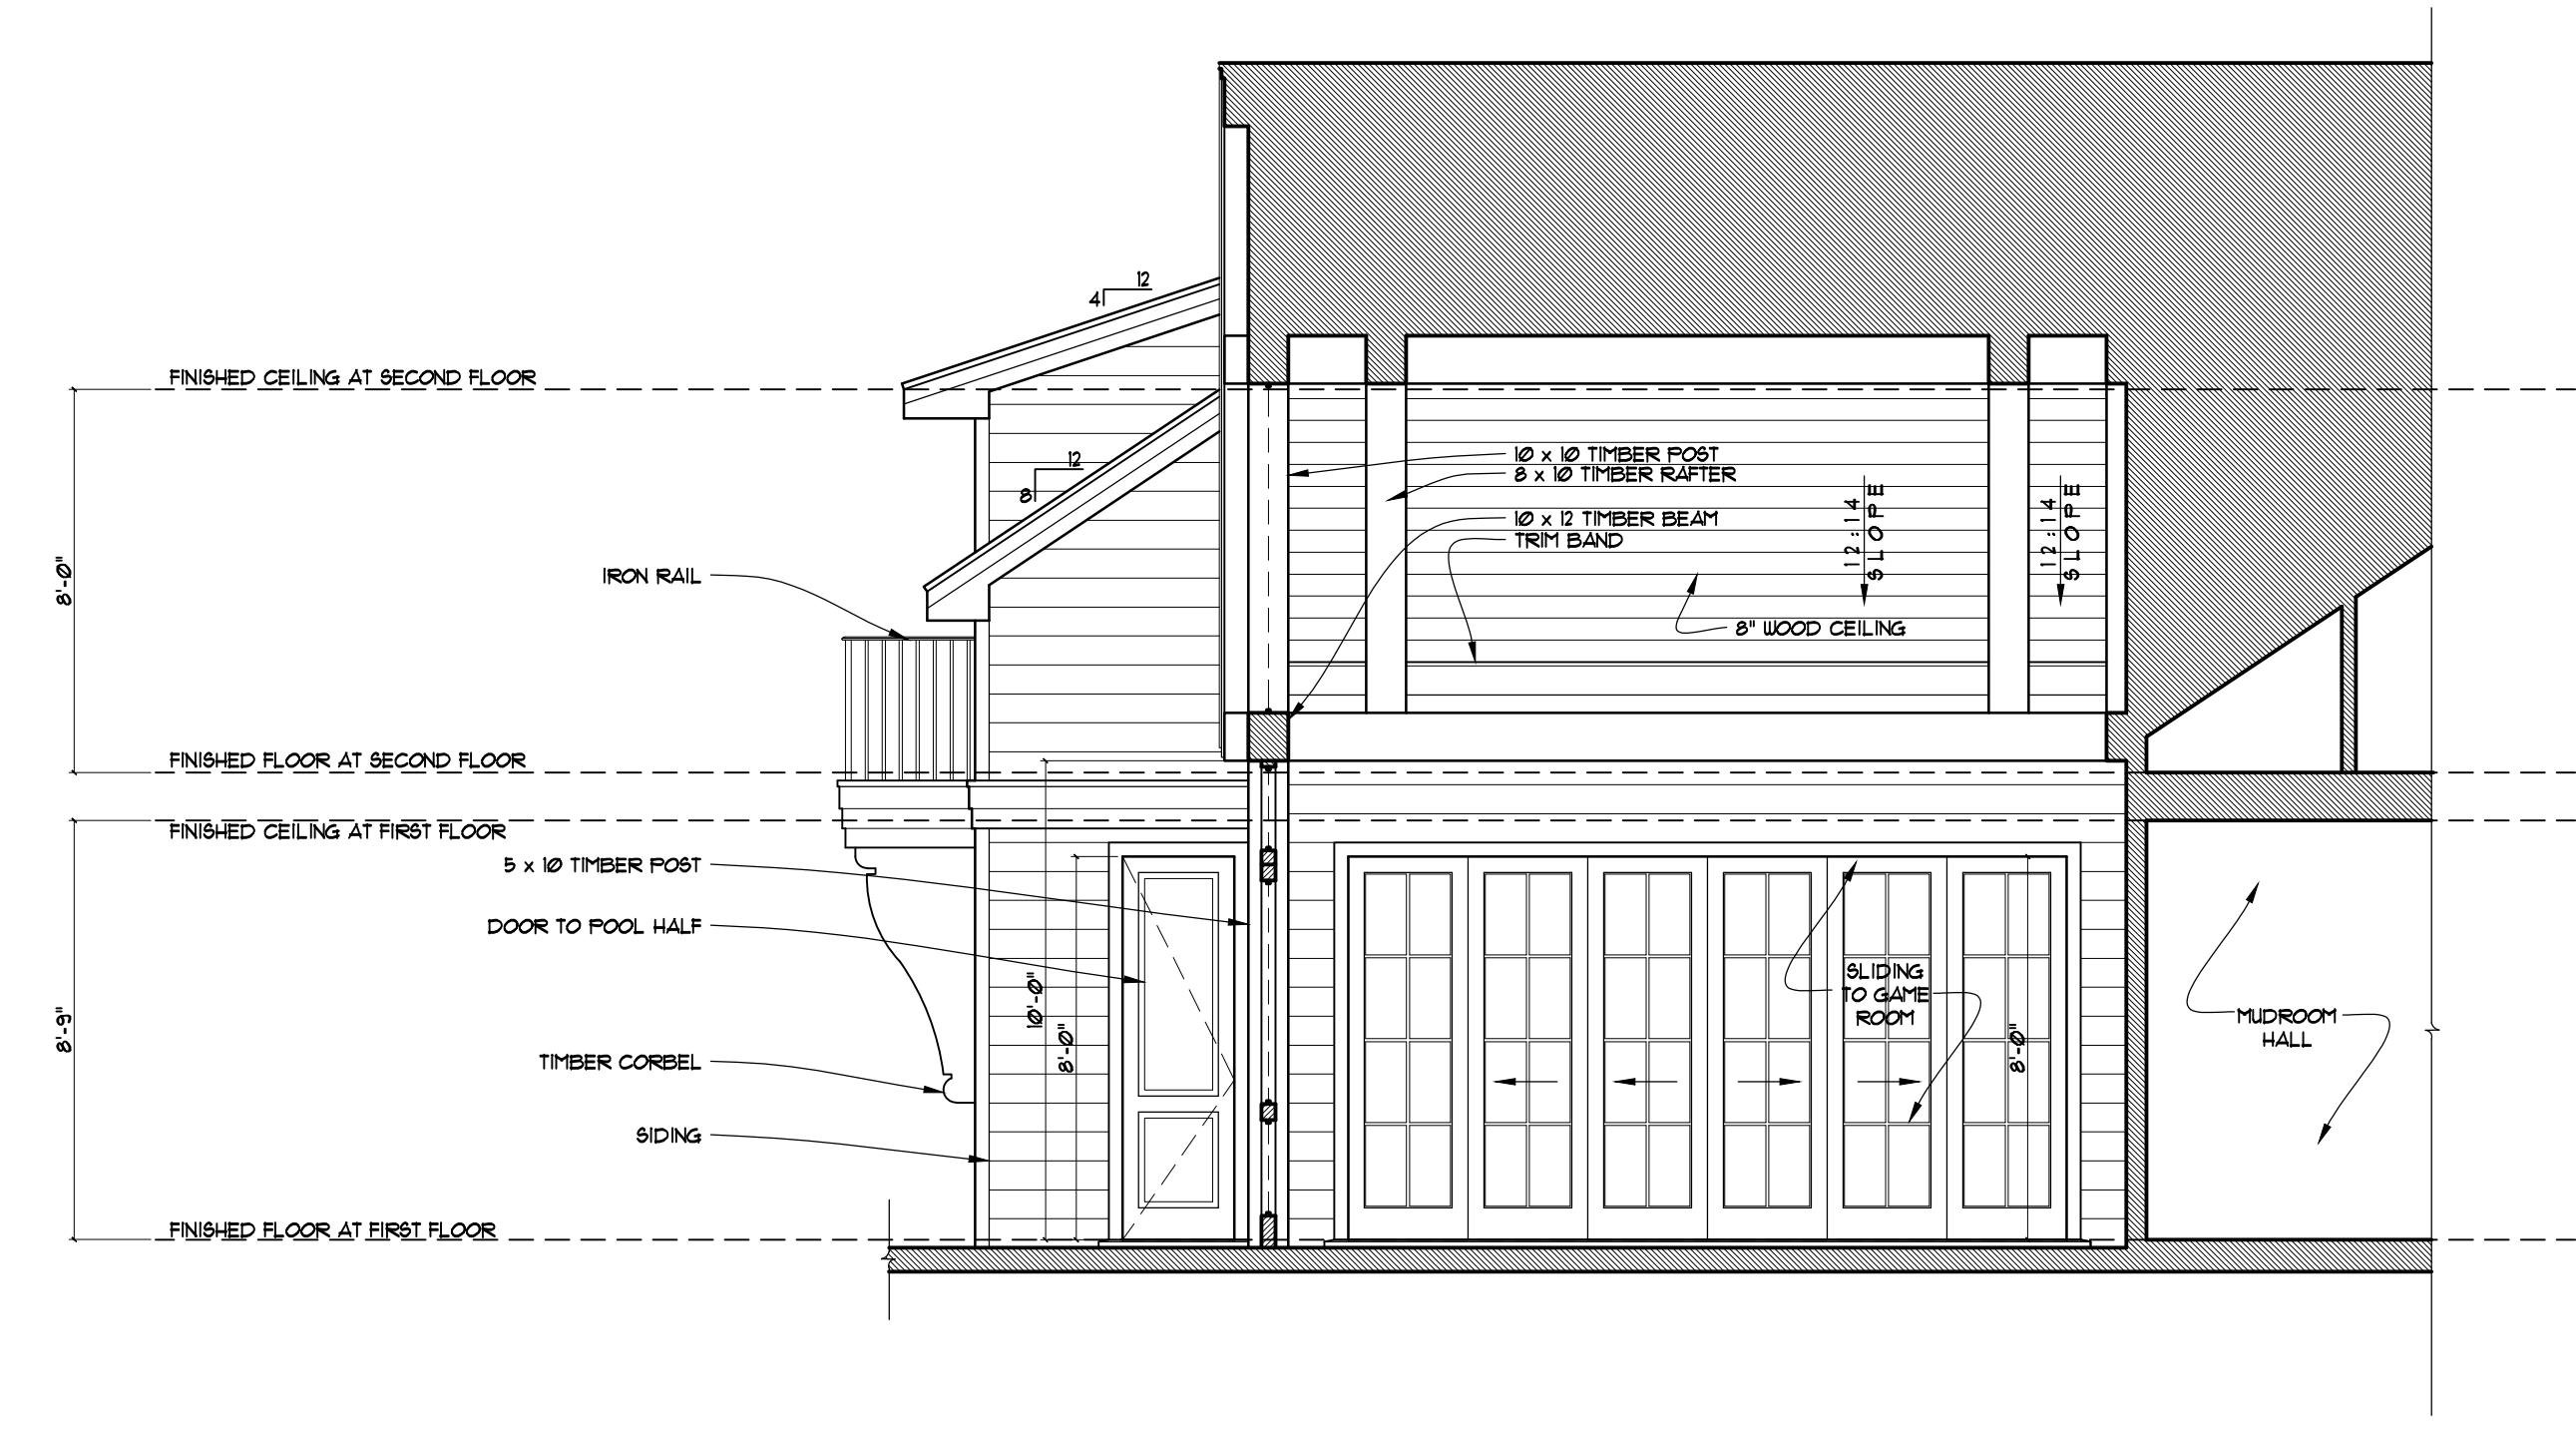 12
4
FINISHED CEILING AT SECOND FLOOR
10 x 10 TIMBER POST
12
8 x 10 TIMBER RAFTER
8
10 x 12 TIMBER BEAM
TRIM BAND
12:14
SLOPE
12:14
SLOPE
8'-0"
IRON RAIL
8" WOOD CEILING
FINISHED FLOOR AT SECOND FLOOR
FINISHED CEILING AT FIRST FLOOR
5 x 10 TIMBER POST
DOOR TO POOL HALF
SLIDING
TO GAME
ROOM
10'-0"
8'-0"
8'-9"
8'-0"
MUDROOM
HALL
TIMBER CORBEL
SIDING
FINISHED FLOOR AT FIRST FLOOR